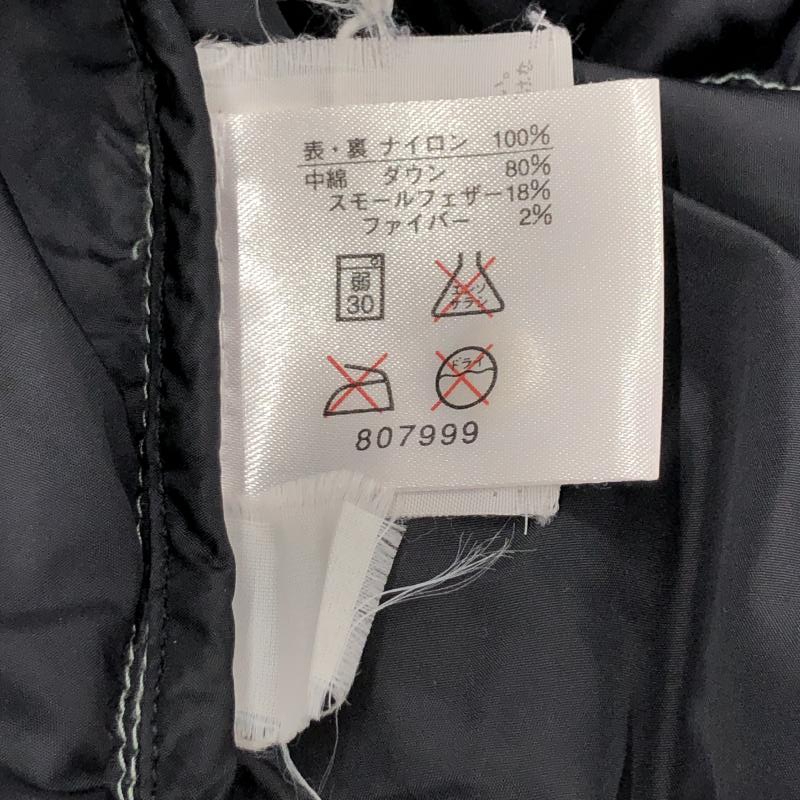 表・裏 ナイロン 100%
中綿 ダウン 80%
スモールフェザー18%
ファイバー 2%
弱
30
エンソ
サラシ
ドライ
807999